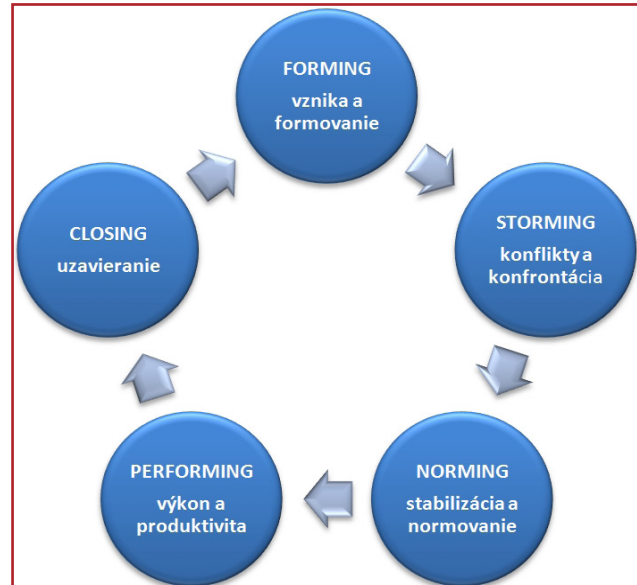 FORMING
vznika a
formovanie
STORMING
konflikty a
konfrontácia
NORMING
stabilizácia a
normovanie
PERFORMING
výkon a
produktivita
CLOSING
uzavieranie